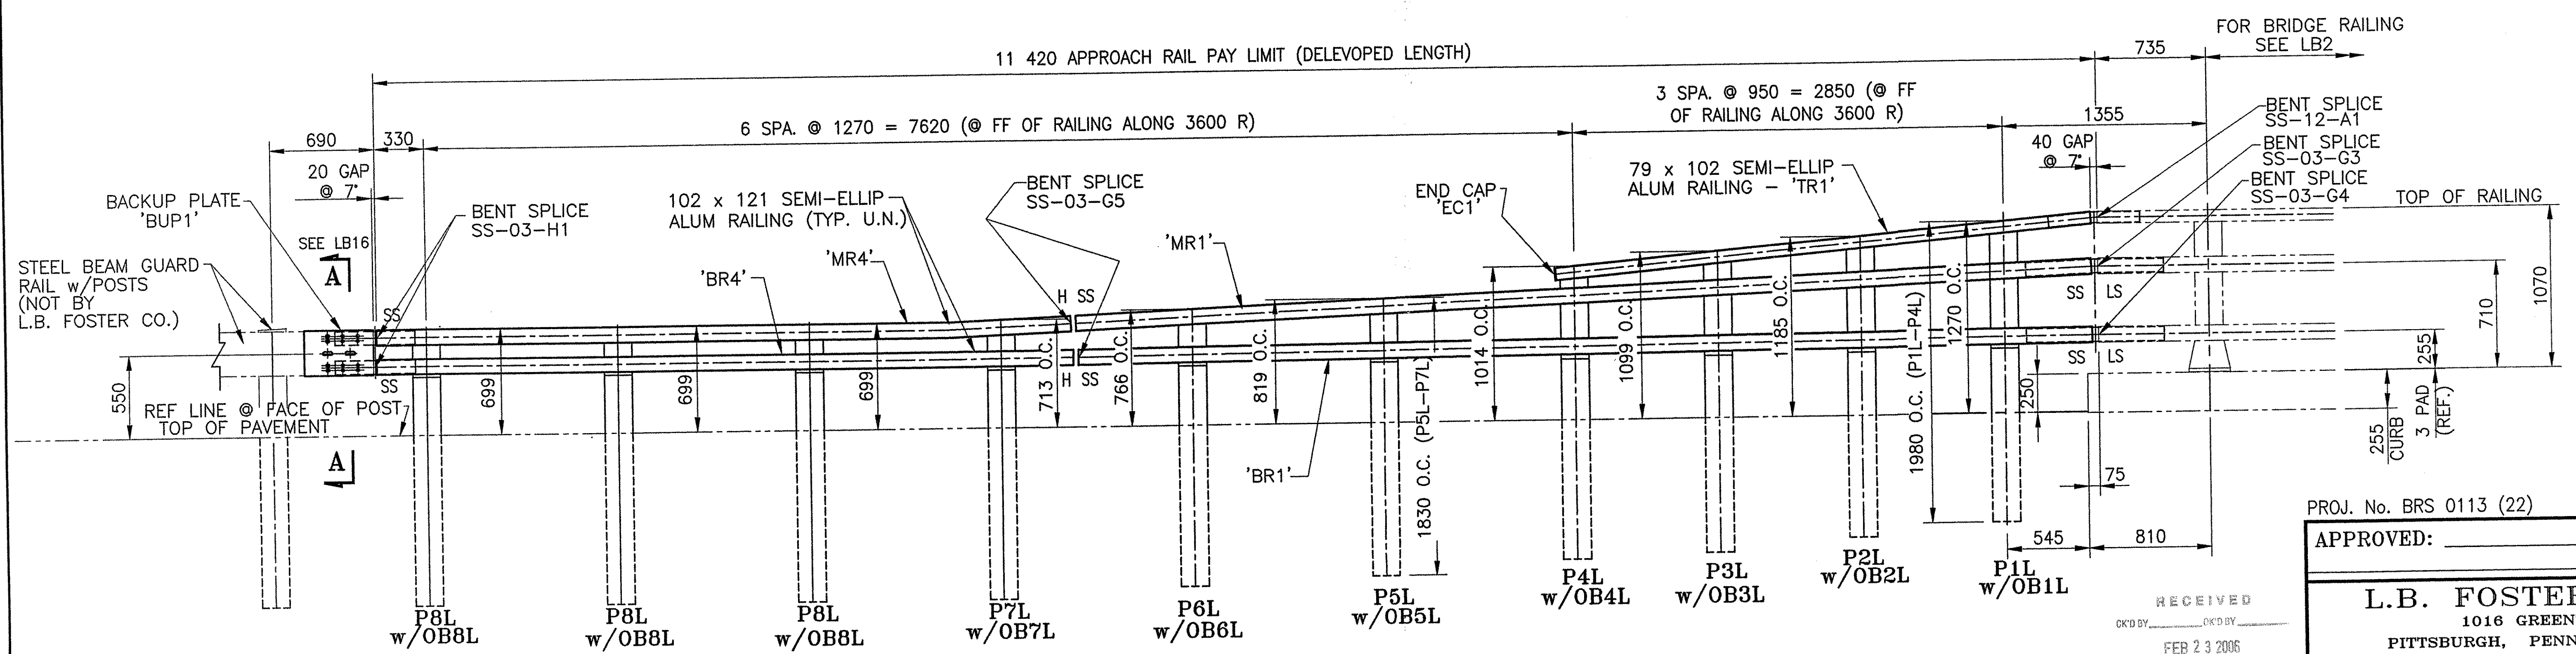 FOR BRIDGE RAILING
SEE LB2
11 420 APPROACH RAIL PAY LIMIT (DELEVOPED LENGTH)
735
3 SPA. @ 950 = 2850 (@ FF
OF RAILING ALONG 3600 R)
6 SPA. @ 1270 = 7620 (@ FF OF RAILING ALONG 3600 R)
1355
690
330
20 GAP
@ 7°
40 GAP
@ 7°
BENT SPLICE
SS-12-A1
BENT SPLICE
SS-03-G3
BENT SPLICE
SS-03-G4
TOP OF RAILING
BACKUP PLATE
'BUP1'
BENT SPLICE
SS-03-H1
102 x 121 SEMI-ELLIP
ALUM RAILING (TYP. U.N.)
BENT SPLICE
SS-03-G5
END CAP
'EC1'
79 x 102 SEMI-ELLIP
ALUM RAILING - 'TR1'
SEE LB16
A
STEEL BEAM GUARD
RAIL w/POSTS
(NOT BY
L.B. FOSTER CO.)
'BR4'
'MR4'
'MR1'
H SS
SS
SS
H SS
SS LS
SS LS
550
REF LINE @ FACE OF POST
TOP OF PAVEMENT
A
699
699
699
713 O.C.
766 O.C.
819 O.C.
1830 O.C. (P5L-P7L)
1014 O.C.
1099 O.C.
1185 O.C.
1980 O.C. (P1L-P4L)
1270 O.C.
250
255
710
1070
255
CURB
3 PAD
(REF.)
'BR1'
75
545
810
P8L
w/OB8L
P8L
w/OB8L
P8L
w/OB8L
P7L
w/OB7L
P6L
w/OB6L
P5L
w/OB5L
P4L
w/OB4L
P3L
w/OB3L
P2L
w/OB2L
P1L
w/OB1L
PROJ. No. BRS 0113 (22)
APPROVED:
L.B. FOSTER
1016 GREEN
PITTSBURGH, PENN
RECEIVED
CK'D BY OK'D BY
FEB 23 2006